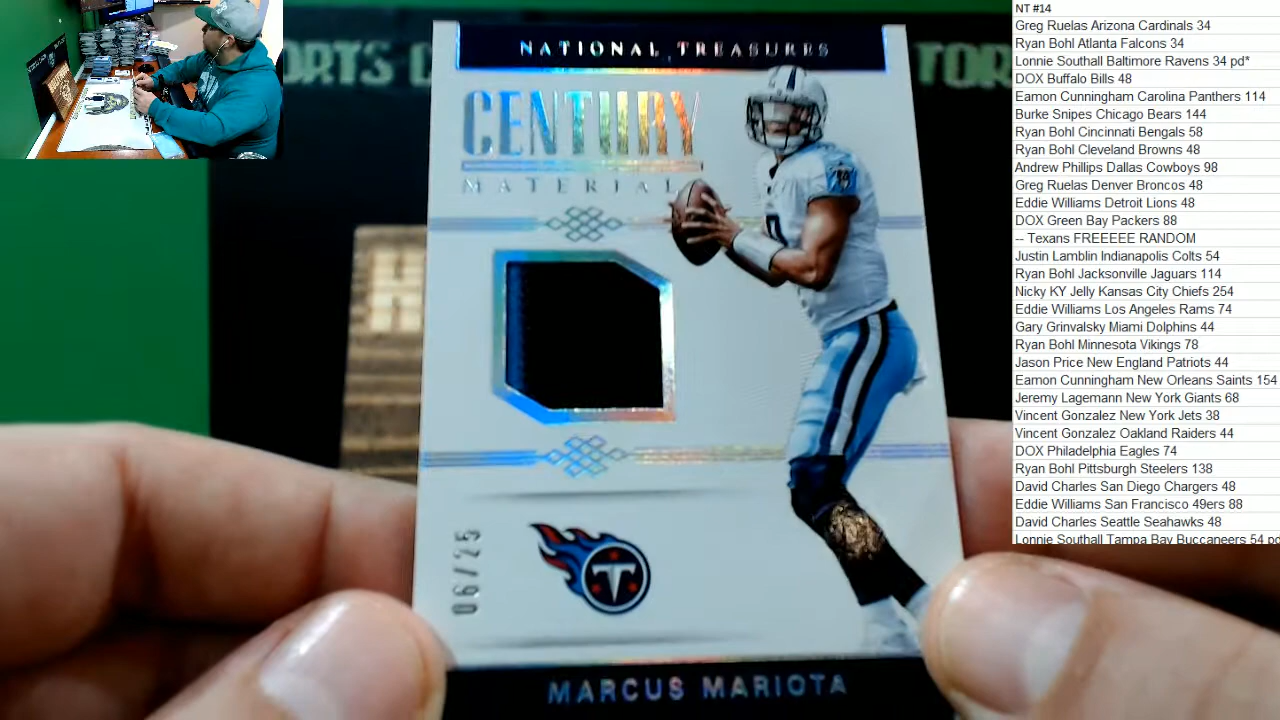 NATIONAL TREASURES
CENTURY
MATERIALS
06/25
T
MARCUS MARIOTA
NT #14
Greg Ruelas Arizona Cardinals 34
Ryan Bohl Atlanta Falcons 34
Lonnie Southall Baltimore Ravens 34 pd*
DOX Buffalo Bills 48
Eamon Cunningham Carolina Panthers 114
Burke Snipes Chicago Bears 144
Ryan Bohl Cincinnati Bengals 58
Ryan Bohl Cleveland Browns 48
Andrew Phillips Dallas Cowboys 98
Greg Ruelas Denver Broncos 48
Eddie Williams Detroit Lions 48
DOX Green Bay Packers 88
-- Texans FREEEEE RANDOM
Justin Lamblin Indianapolis Colts 54
Ryan Bohl Jacksonville Jaguars 114
Nicky KY Jelly Kansas City Chiefs 254
Eddie Williams Los Angeles Rams 74
Gary Grinvalsky Miami Dolphins 44
Ryan Bohl Minnesota Vikings 78
Jason Price New England Patriots 44
Eamon Cunningham New Orleans Saints 154
Jeremy Lagemann New York Giants 68
Vincent Gonzalez New York Jets 38
Vincent Gonzalez Oakland Raiders 44
DOX Philadelphia Eagles 74
Ryan Bohl Pittsburgh Steelers 138
David Charles San Diego Chargers 48
Eddie Williams San Francisco 49ers 88
David Charles Seattle Seahawks 48
Lonnie Southall Tampa Bay Buccaneers 54 pd